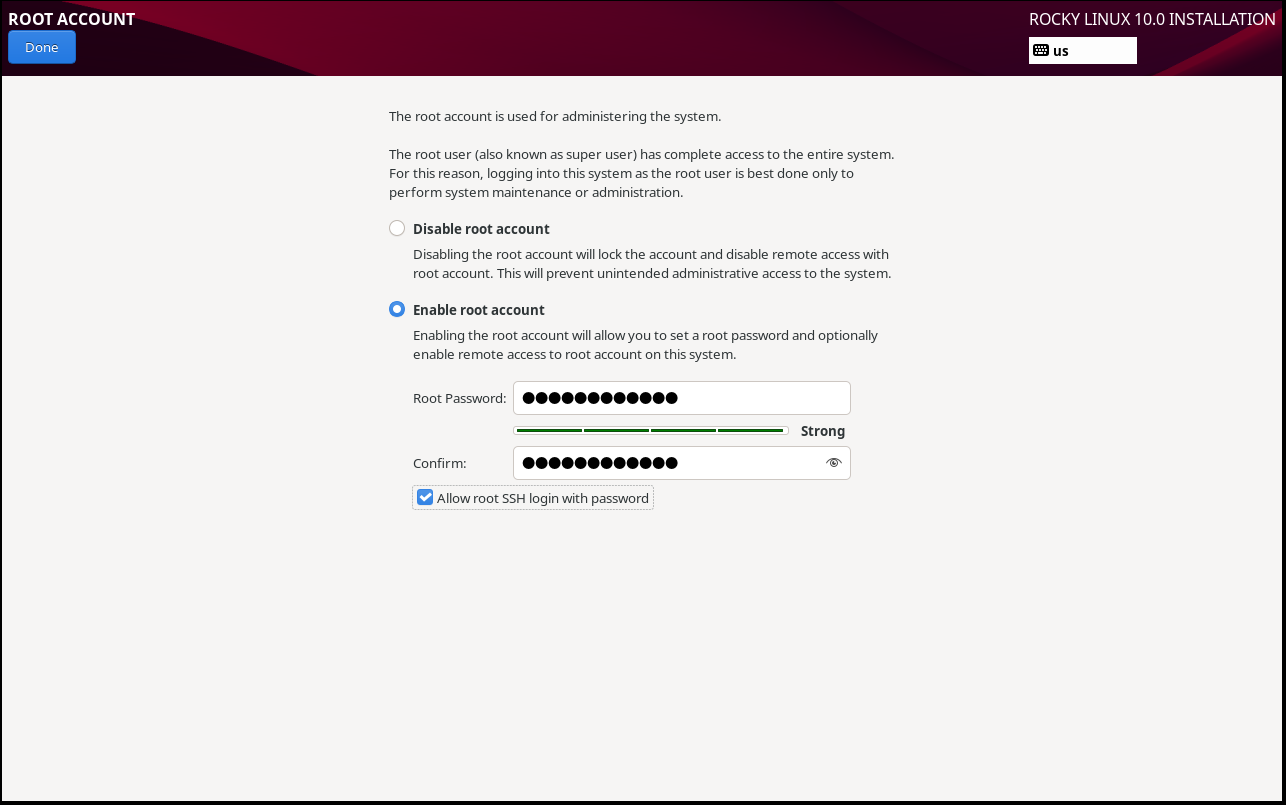 ROOT ACCOUNT
ROCKY LINUX 10.0 INSTALLATION
Done
us
The root account is used for administering the system.
The root user (also known as super user) has complete access to the entire system.
For this reason, logging into this system as the root user is best done only to
perform system maintenance or administration.
Disable root account
Disabling the root account will lock the account and disable remote access with
root account. This will prevent unintended administrative access to the system.
Enable root account
Enabling the root account will allow you to set a root password and optionally
enable remote access to root account on this system.
Root Password: ●●●●●●●●●●●●
Strong
Confirm: ●●●●●●●●●●●●
Allow root SSH login with password